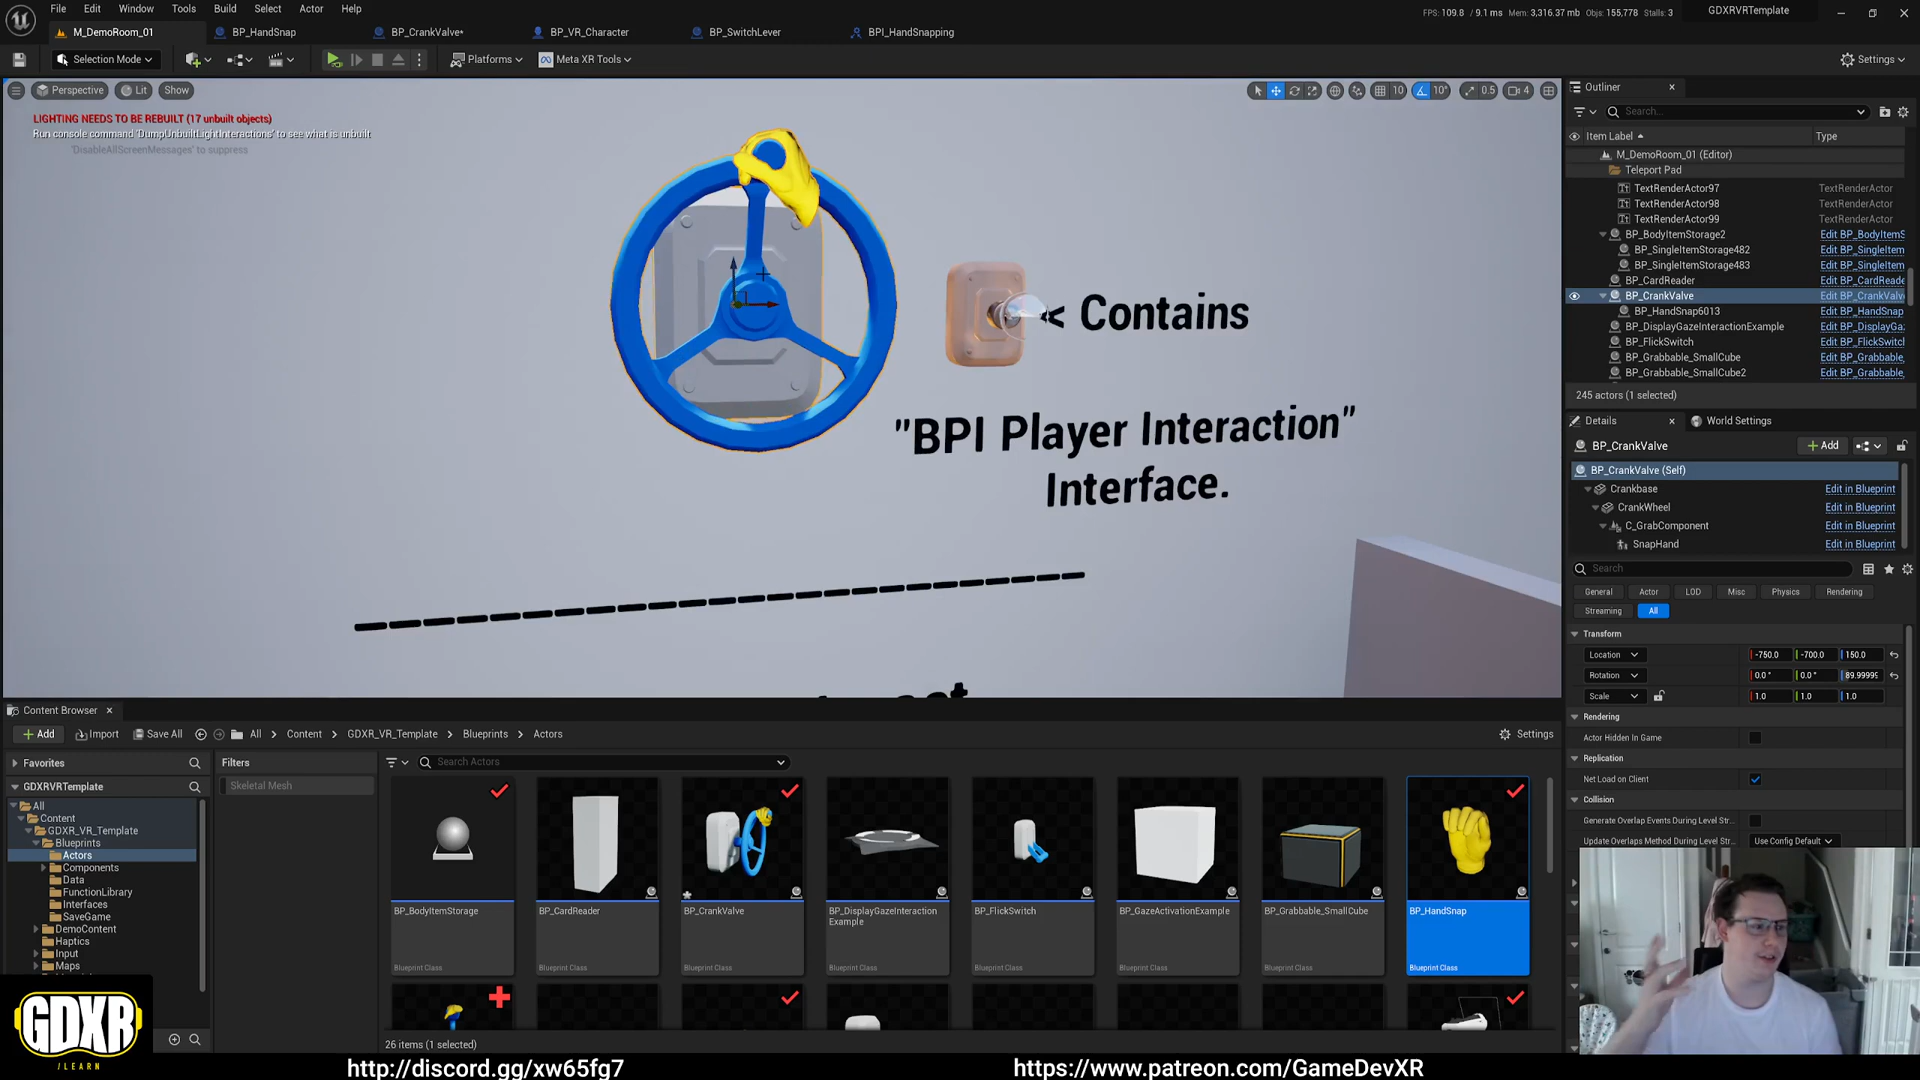 File Edit Window Tools Build Select Actor Help
FPS: 109.8 / 9.1 ms Mem: 3,316.37 mb Objs: 155,778 Stalls: 3
GDXRVRTemplate
M_DemoRoom_01
BP_HandSnap
BP_CrankValve*
BP_VR_Character
BP_SwitchLever
BPI_HandSnapping
Selection Mode
Platforms
Meta XR Tools
Settings
Perspective
Lit
Show
10
10°
0.5
4
LIGHTING NEEDS TO BE REBUILT (17 unbuilt objects)
Run console command 'DumpUnbuiltLightInteractions' to see what is unbuilt
'DisableAllScreenMessages' to suppress
< Contains
"BPI Player Interaction"
Interface.
Outliner
Search...
Item Label
Type
M_DemoRoom_01 (Editor)
Teleport Pad
TextRenderActor97 TextRenderActor
TextRenderActor98 TextRenderActor
TextRenderActor99 TextRenderActor
BP_BodyItemStorage2 Edit BP_BodyItemS
BP_SingleItemStorage482 Edit BP_SingleItem
BP_SingleItemStorage483 Edit BP_SingleItem
BP_CardReader Edit BP_CardReade
BP_CrankValve Edit BP_CrankValv
BP_HandSnap6013 Edit BP_HandSnap
BP_DisplayGazeInteractionExample Edit BP_DisplayGaz
BP_FlickSwitch Edit BP_FlickSwitch
BP_Grabbable_SmallCube Edit BP_Grabbable_
BP_Grabbable_SmallCube2 Edit BP_Grabbable_
245 actors (1 selected)
Details
World Settings
BP_CrankValve
Add
BP_CrankValve (Self)
Crankbase Edit in Blueprint
CrankWheel Edit in Blueprint
C_GrabComponent Edit in Blueprint
SnapHand Edit in Blueprint
Search
General Actor LOD Misc Physics Rendering
Streaming All
Transform
Location -750.0 -700.0 150.0
Rotation 0.0° 0.0° 89.99999
Scale 1.0 1.0 1.0
Rendering
Actor Hidden In Game
Replication
Net Load on Client
Collision
Generate Overlap Events During Level Str...
Update Overlaps Method During Level Str... Use Config Default
Content Browser
Add
Import
Save All
All
Content
GDXR_VR_Template
Blueprints
Actors
Settings
Favorites
Filters
Search Actors
GDXRVRTemplate
Skeletal Mesh
All
Content
GDXR_VR_Template
Blueprints
Actors
Components
Data
FunctionLibrary
Interfaces
SaveGame
DemoContent
Haptics
Input
Maps
BP_BodyItemStorage
Blueprint Class
BP_CardReader
Blueprint Class
BP_CrankValve
Blueprint Class
BP_DisplayGazeInteraction
Example
Blueprint Class
BP_FlickSwitch
Blueprint Class
BP_GazeActivationExample
Blueprint Class
BP_Grabbable_SmallCube
Blueprint Class
BP_HandSnap
Blueprint Class
26 items (1 selected)
GDXR
/LEARN
http://discord.gg/xw65fg7
https://www.patreon.com/GameDevXR